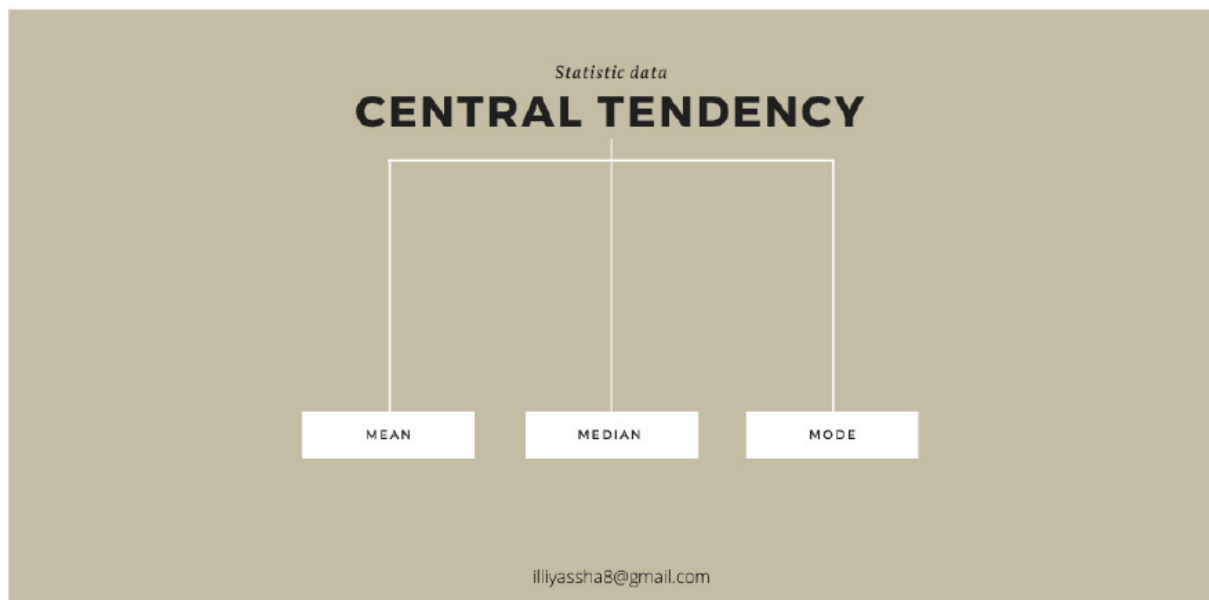 Statistic data
CENTRAL TENDENCY
MEAN
MEDIAN
MODE
illiyassha8@gmail.com